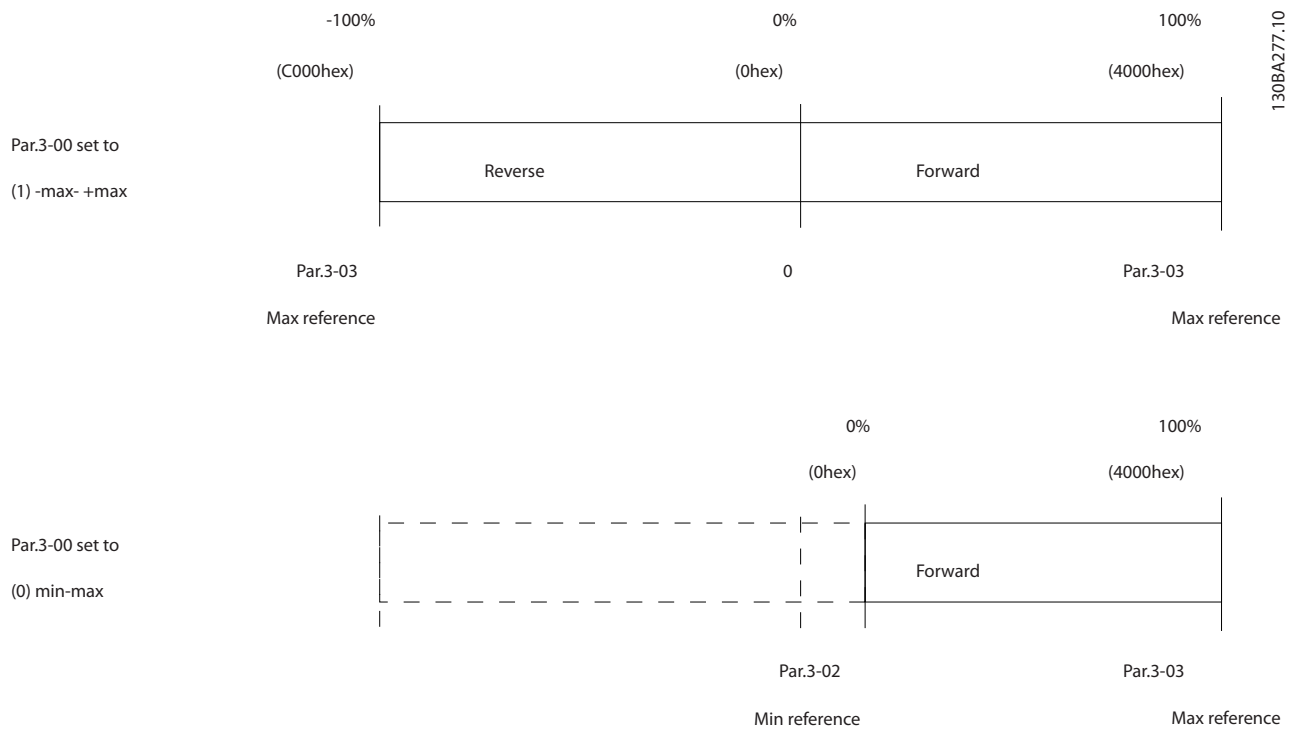 -100% 0% 100%
(C000hex) (0hex) (4000hex)
130BA277.10
Par.3-00 set to
(1) -max- +max
Reverse Forward
Par.3-03 0 Par.3-03
Max reference Max reference
0% 100%
(0hex) (4000hex)
Par.3-00 set to
(0) min-max
Forward
Par.3-02 Par.3-03
Min reference Max reference